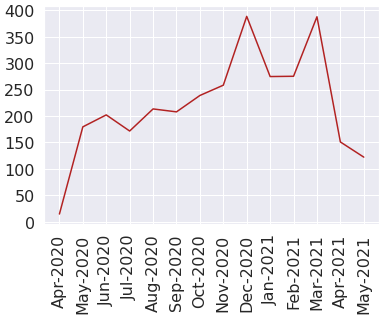 400
350
300
250
200
150
100
50
0
Apr-2020
May-2020
Jun-2020
Jul-2020
Aug-2020
Sep-2020
Oct-2020
Nov-2020
Dec-2020
Jan-2021
Feb-2021
Mar-2021
Apr-2021
May-2021